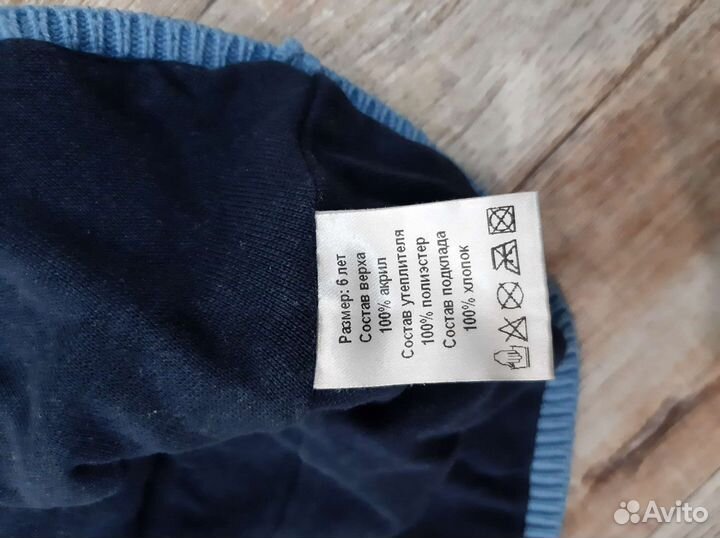 Размер: 6 лет
Состав верха
100% акрил
Состав утеплителя
100% полиэстер
Состав подклада
100% хлопок
Avito